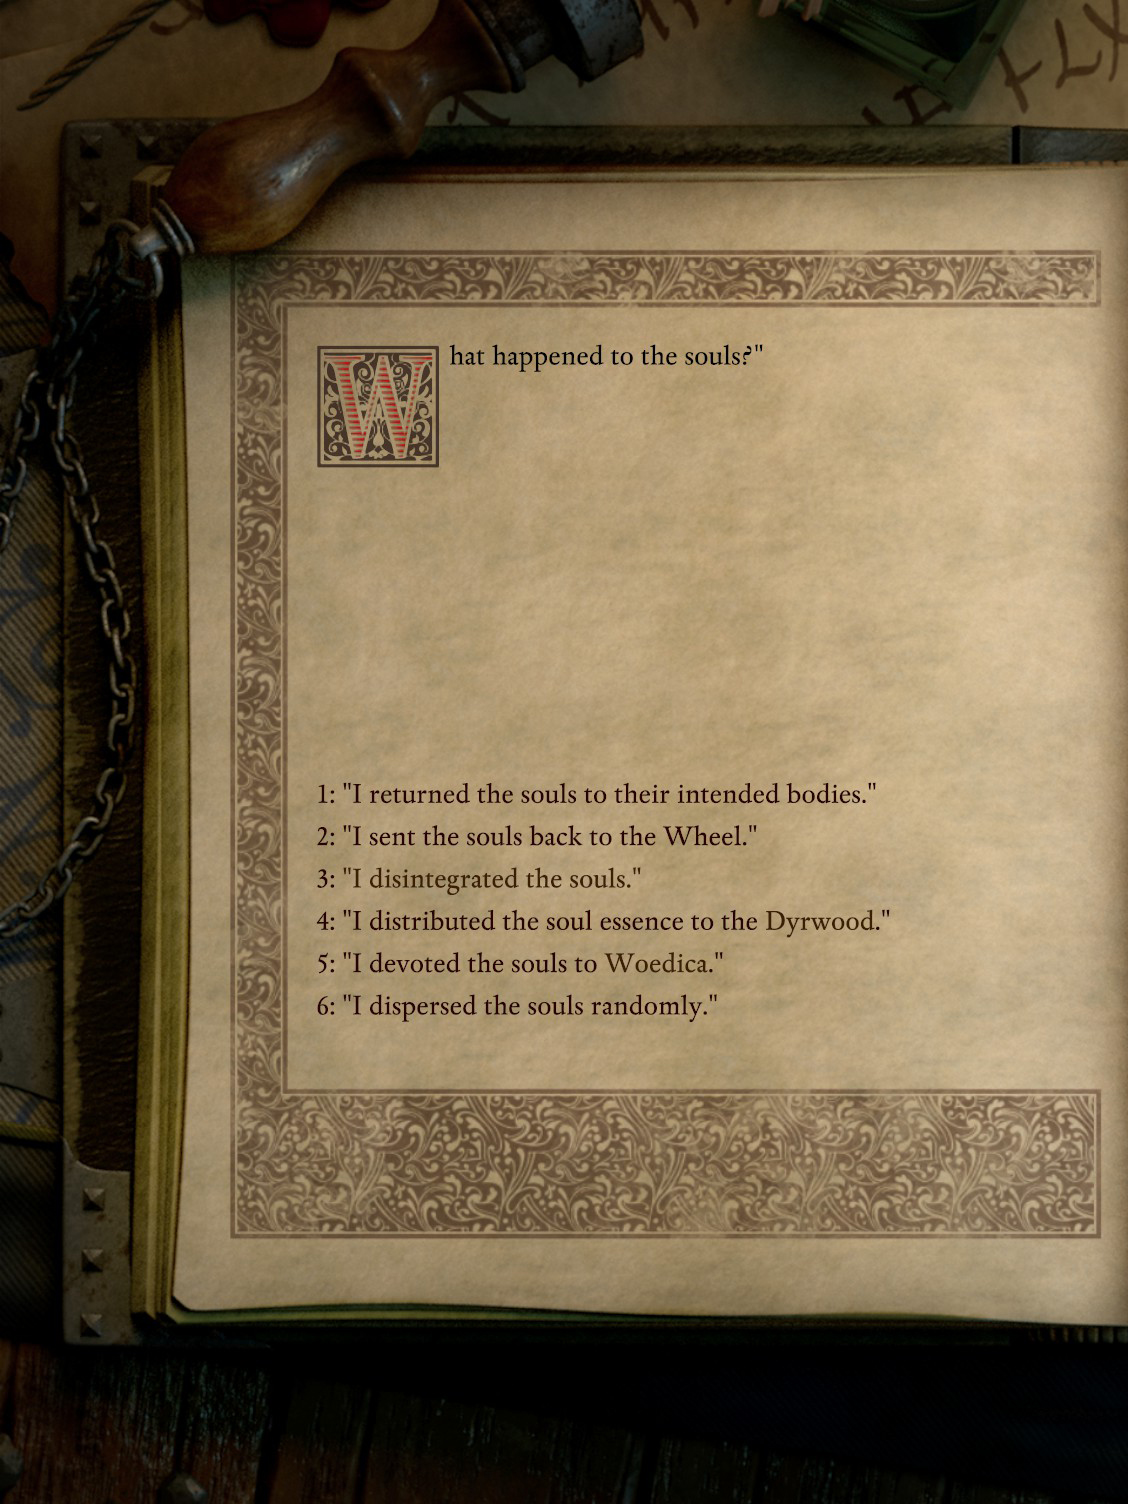 What happened to the souls?"
1: "I returned the souls to their intended bodies."
2: "I sent the souls back to the Wheel."
3: "I disintegrated the souls."
4: "I distributed the soul essence to the Dyrwood."
5: "I devoted the souls to Woedica."
6: "I dispersed the souls randomly."